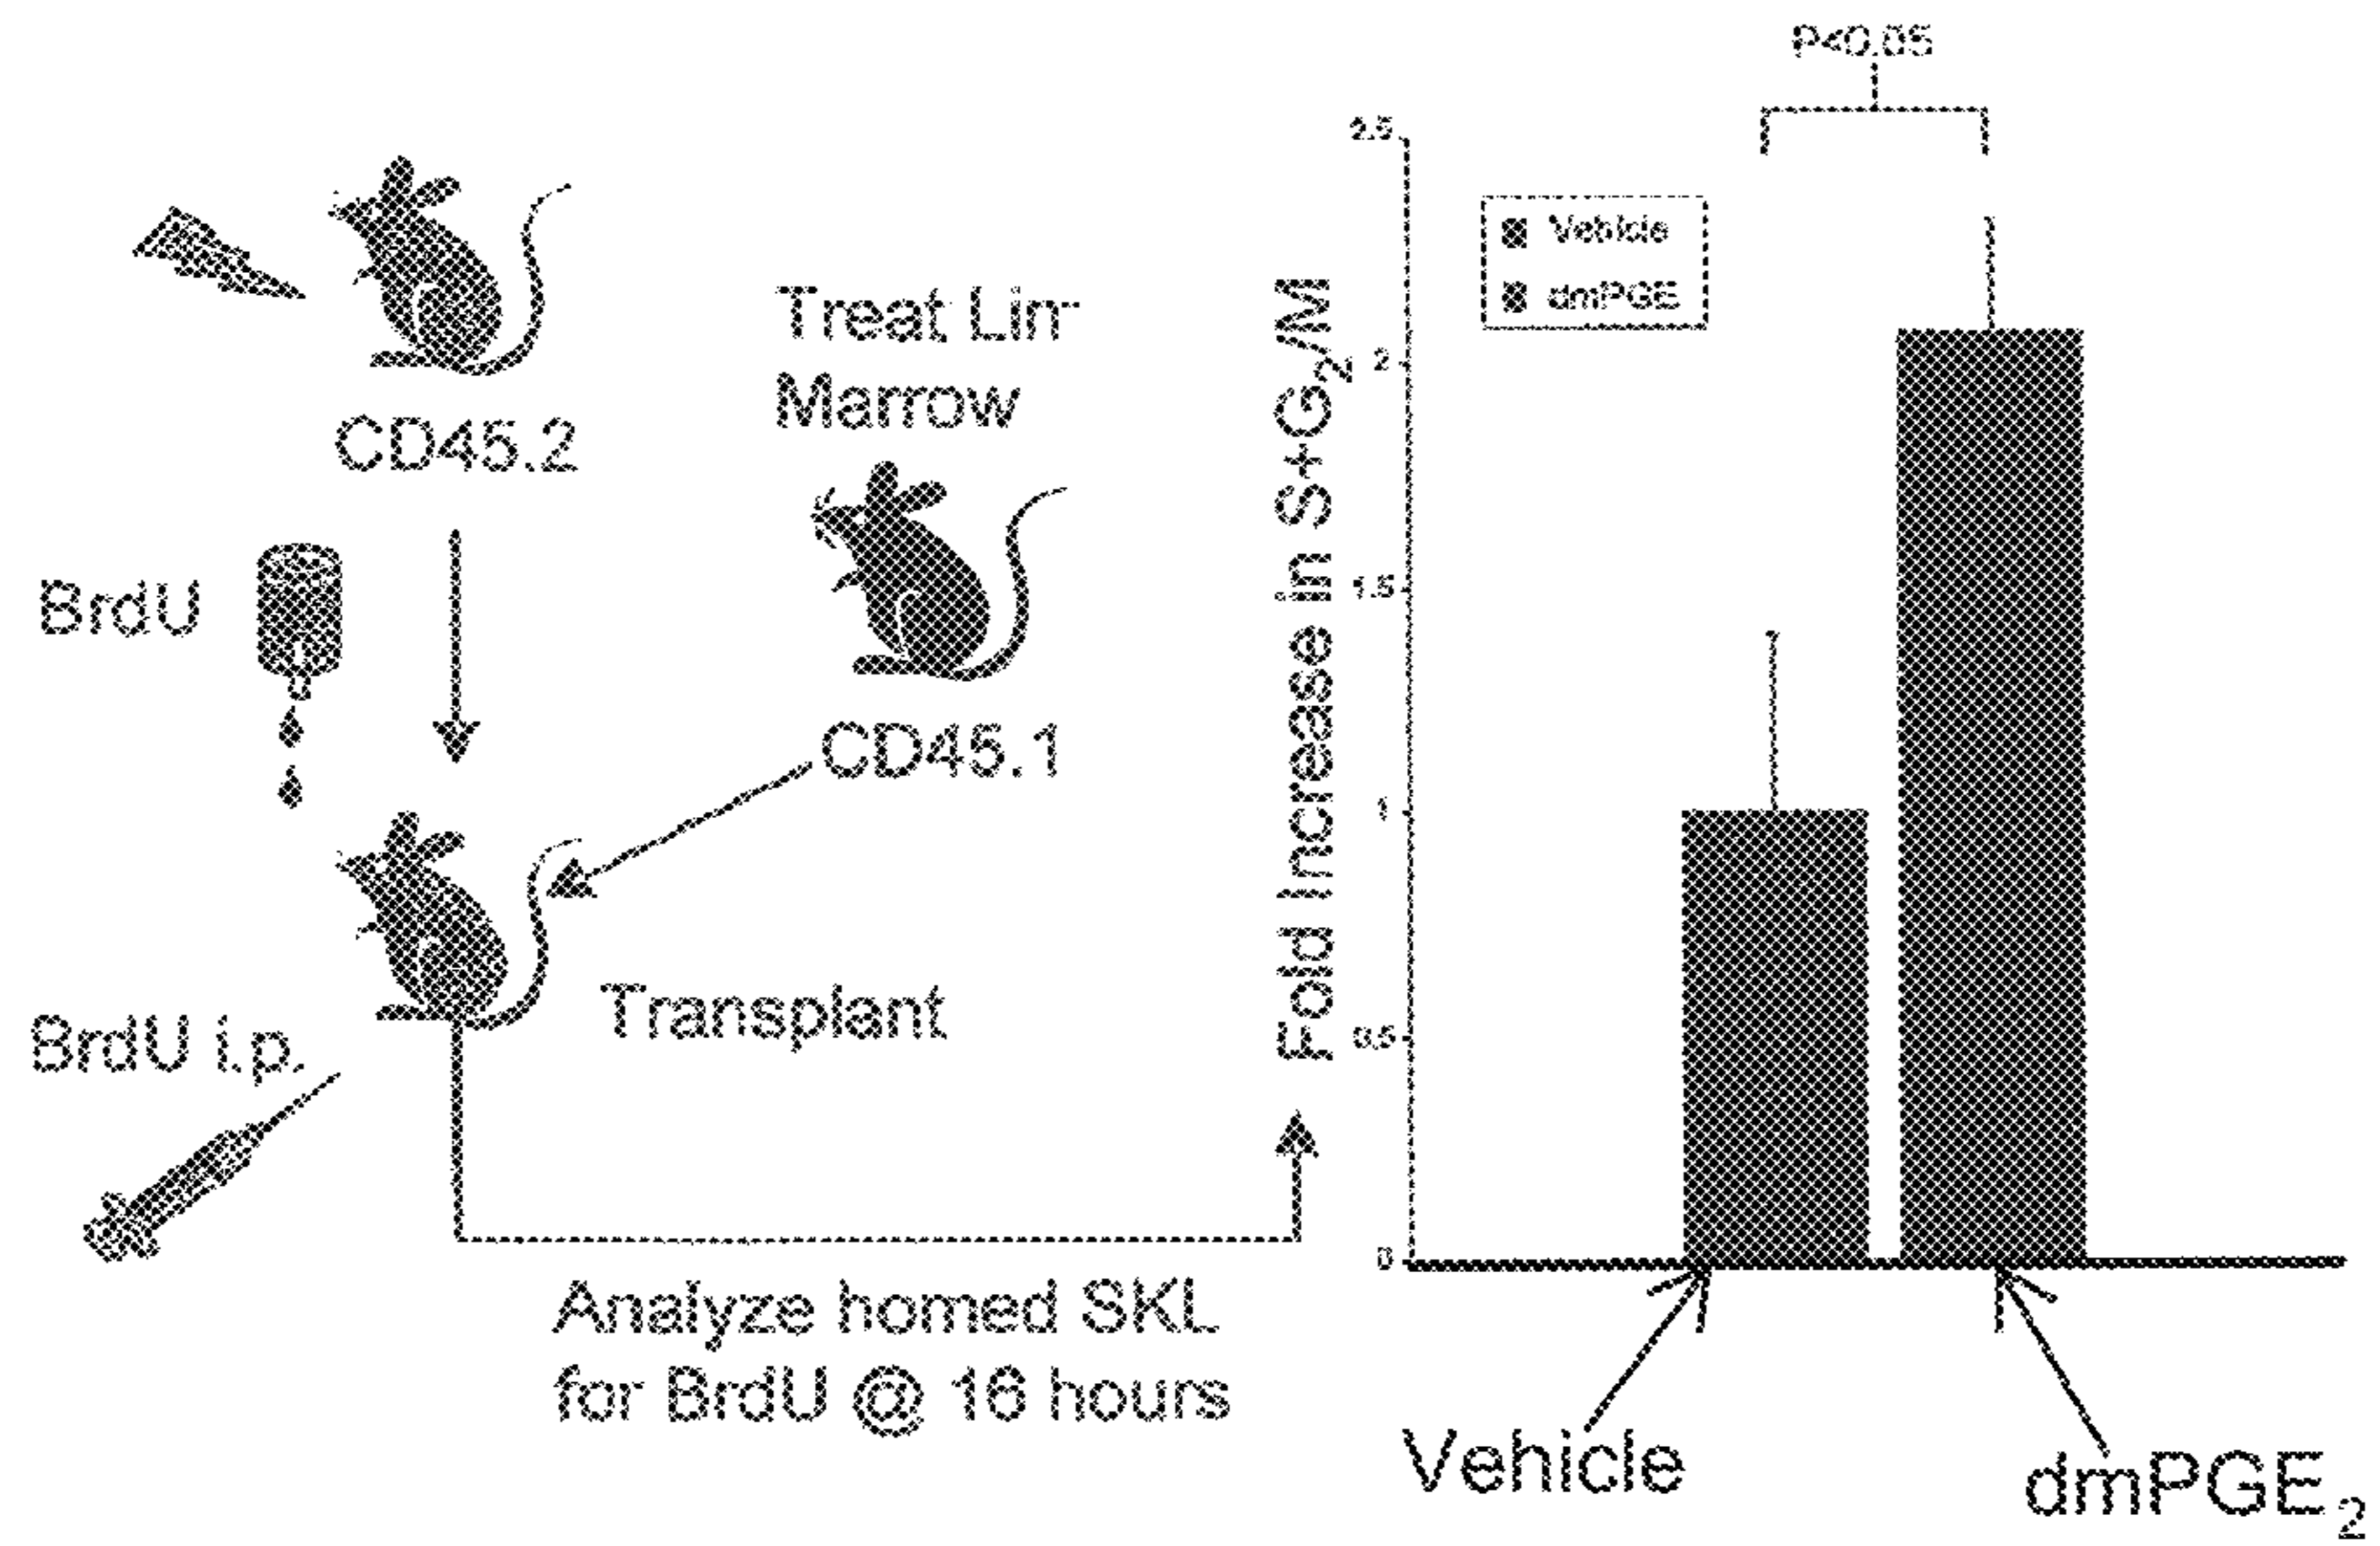 CD45.2
Treat Lin-
Marrow
CD45.1
BrdU
BrdU i.p.
Transplant
Analyze homed SKL
for BrdU @ 16 hours
P<0.05
Fold Increase in S+G2/M
2.5
2
1.5
1
0.5
0
Vehicle
dmPGE
Vehicle
dmPGE2